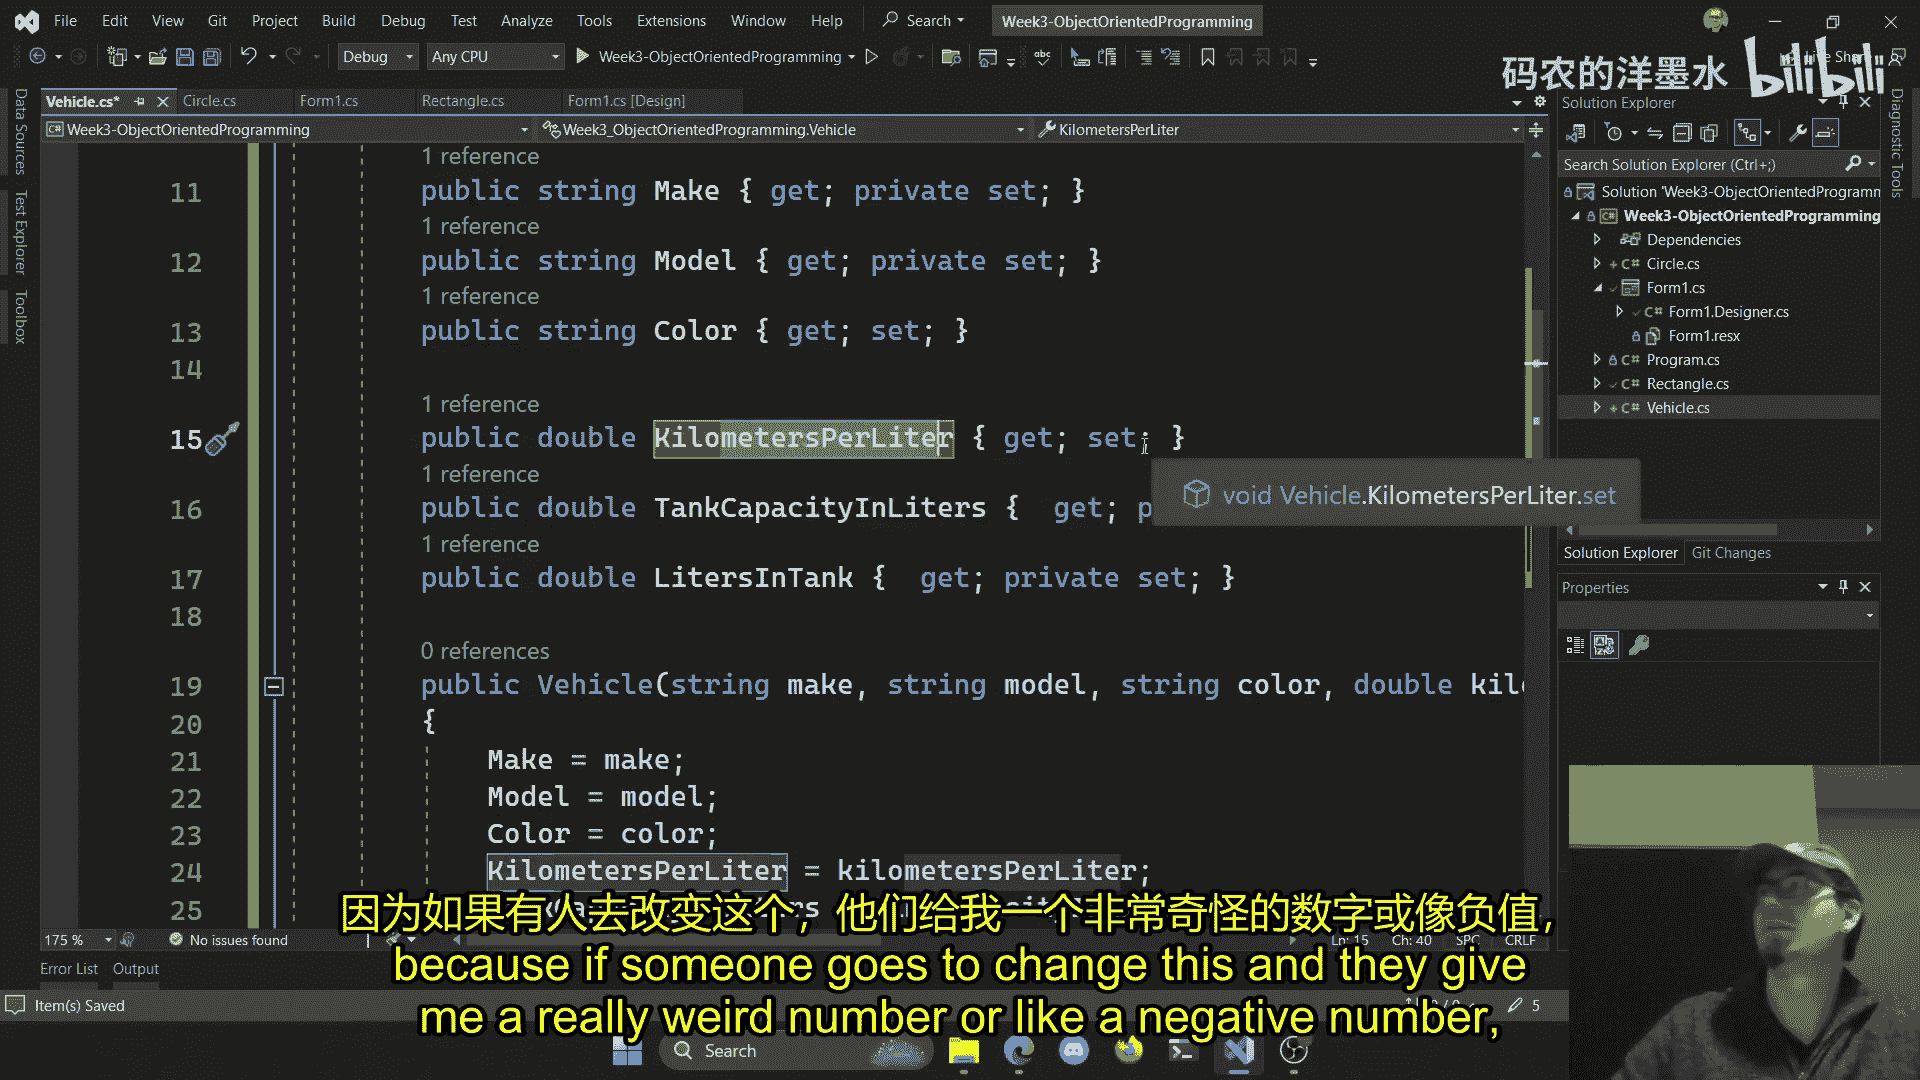 File Edit View Git Project Build Debug Test Analyze Tools Extensions Window Help Search Week3-ObjectOrientedProgramming
Debug Any CPU Week3-ObjectOrientedProgramming
码农的洋墨水 bilibili
Vehicle.cs* Circle.cs Form1.cs Rectangle.cs Form1.cs [Design]
Week3-ObjectOrientedProgramming Week3_ObjectOrientedProgramming.Vehicle KilometersPerLiter
Data Sources
Test Explorer
Toolbox
1 reference
11 public string Make { get; private set; }
1 reference
12 public string Model { get; private set; }
1 reference
13 public string Color { get; set; }
14
1 reference
15 public double KilometersPerLiter { get; set; }
1 reference
16 public double TankCapacityInLiters {  get; p
void Vehicle.KilometersPerLiter.set
1 reference
17 public double LitersInTank {  get; private set; }
18
0 references
19 public Vehicle(string make, string model, string color, double kil
20 {
21 Make = make;
22 Model = model;
23 Color = color;
24 KilometersPerLiter = kilometersPerLiter;
25
175 % No issues found Ln: 15 Ch: 40 SPC CRLF
Error List Output
Item(s) Saved
5
Solution Explorer
Search Solution Explorer (Ctrl+;)
Solution 'Week3-ObjectOrientedProgramm
Week3-ObjectOrientedProgramming
Dependencies
C# Circle.cs
Form1.cs
C# Form1.Designer.cs
Form1.resx
C# Program.cs
C# Rectangle.cs
C# Vehicle.cs
Solution Explorer Git Changes
Properties
Diagnostic Tools
因为如果有人去改变这个，他们给我一个非常奇怪的数字或像负值，
because if someone goes to change this and they give
me a really weird number or like a negative number,
Search